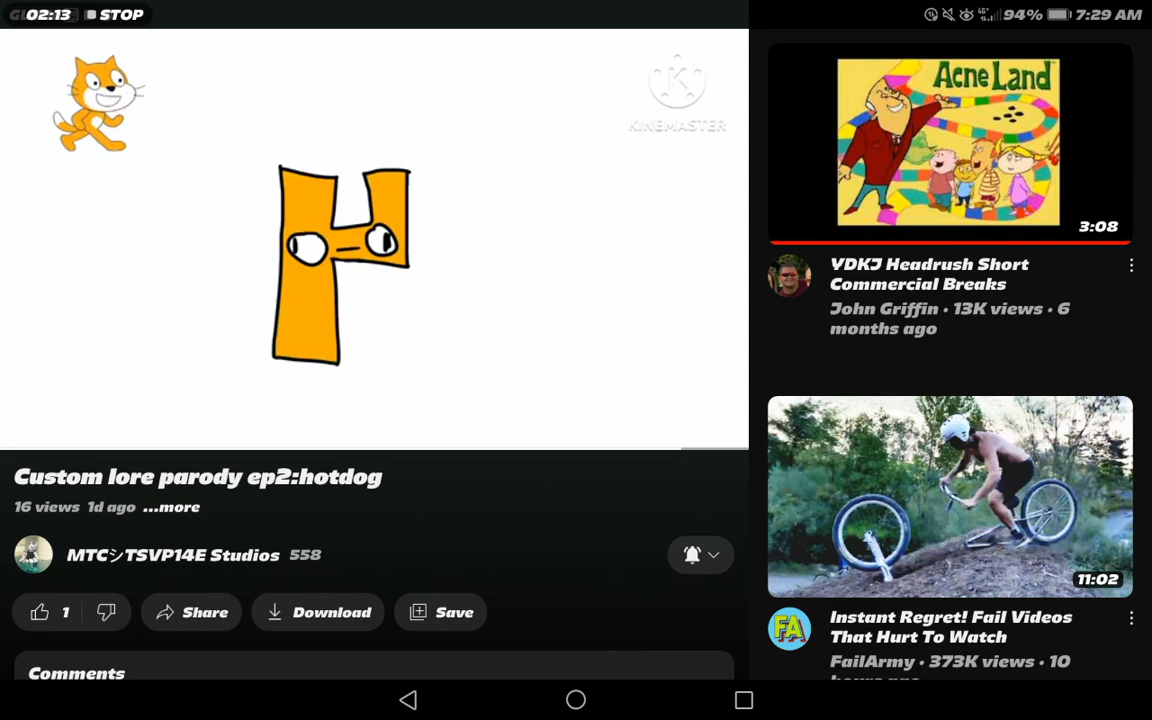 02:13 STOP
94% 7:29 AM
KINEMASTER
Acne Land
3:08
YDKJ Headrush Short
Commercial Breaks
John Griffin • 13K views • 6
months ago
Custom lore parody ep2:hotdog
16 views 1d ago ...more
MTCシTSVP14E Studios 558
1 Share Download Save
Comments
11:02
FA
Instant Regret! Fail Videos
That Hurt To Watch
FailArmy • 373K views • 10
hours ago